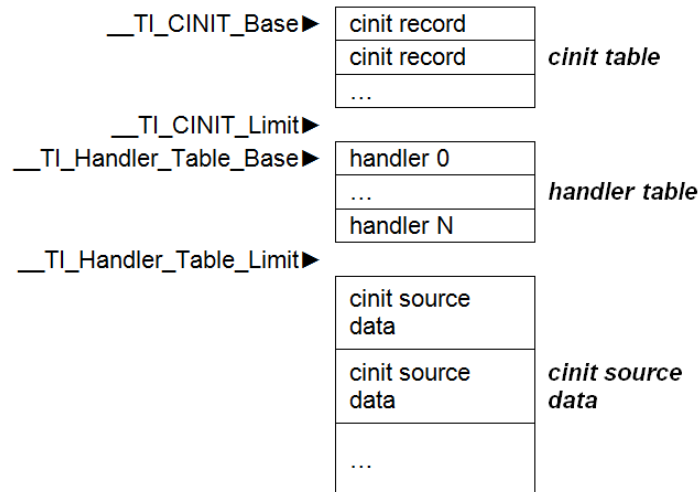 __TI_CINIT_Base▶ cinit record
cinit record cinit table
…
__TI_CINIT_Limit▶
__TI_Handler_Table_Base▶ handler 0
… handler table
handler N
__TI_Handler_Table_Limit▶
cinit source
data
cinit source cinit source
data data
…